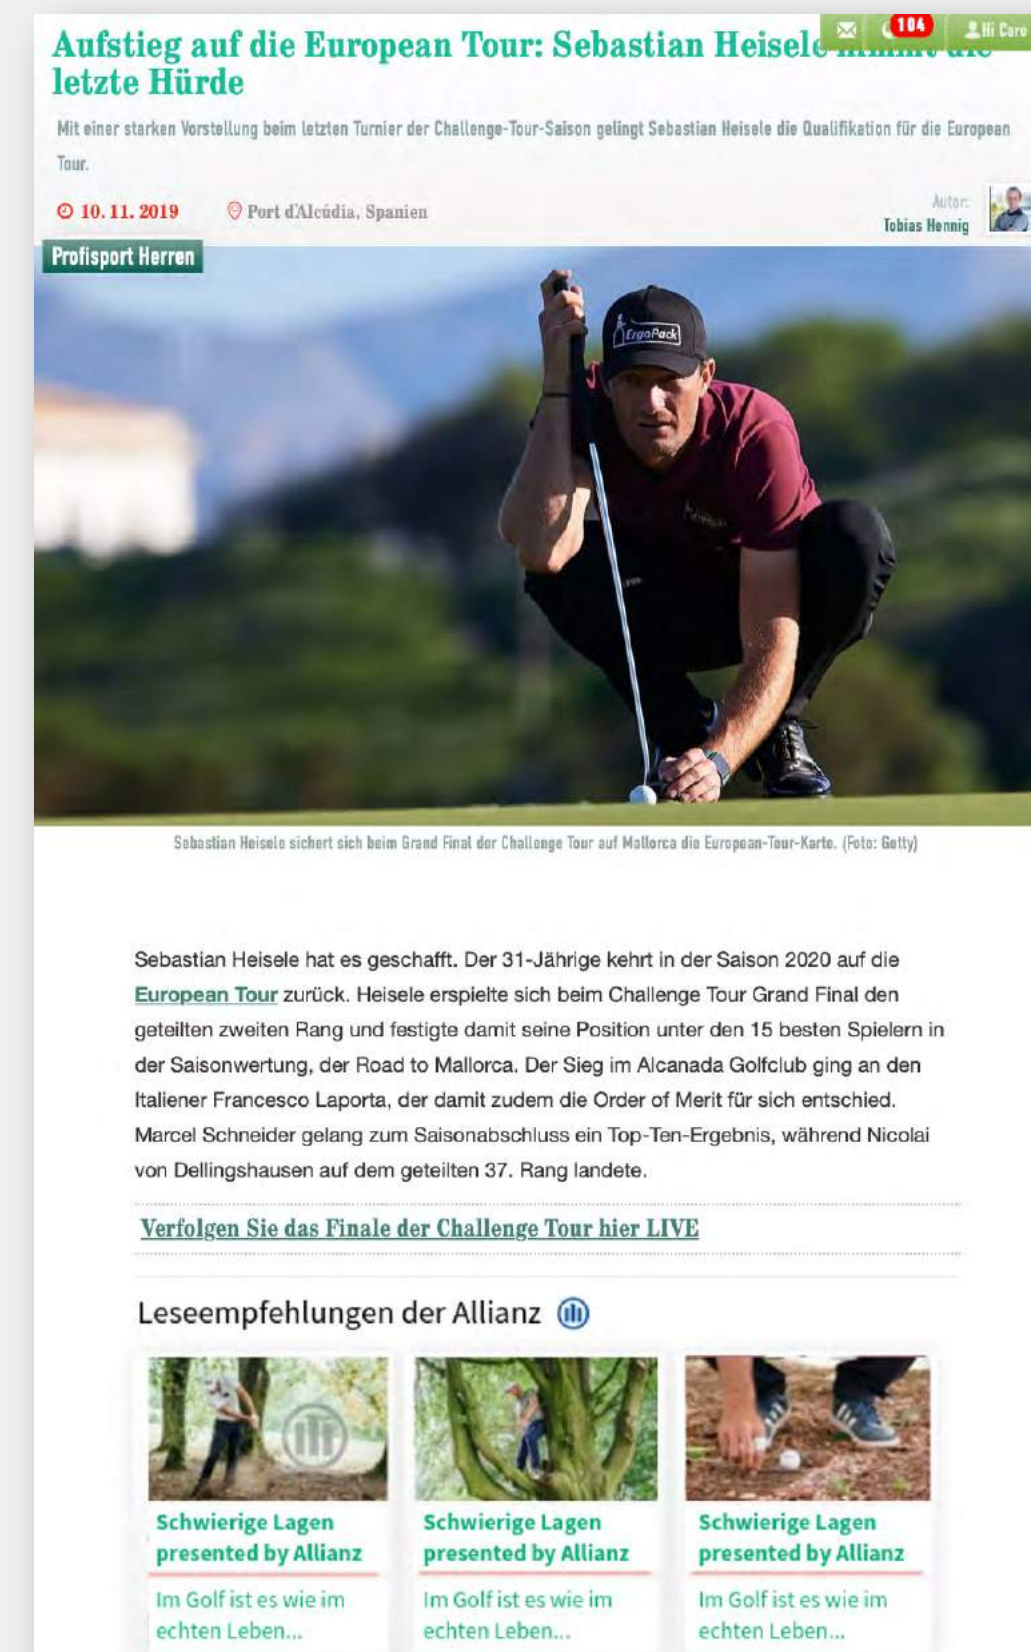 Aufstieg auf die European Tour: Sebastian Heisele
letzte Hürde
104
Hi Caro
Mit einer starken Vorstellung beim letzten Turnier der Challenge-Tour-Saison gelingt Sebastian Heisele die Qualifikation für die European
Tour.
10. 11. 2019
Port d'Alcúdia, Spanien
Autor:
Tobias Hennig
Profisport Herren
ErgoPack
Sebastian Heisele sichert sich beim Grand Final der Challenge Tour auf Mallorca die European-Tour-Karte. (Foto: Getty)
Sebastian Heisele hat es geschafft. Der 31-Jährige kehrt in der Saison 2020 auf die
European Tour zurück. Heisele erspielte sich beim Challenge Tour Grand Final den
geteilten zweiten Rang und festigte damit seine Position unter den 15 besten Spielern in
der Saisonwertung, der Road to Mallorca. Der Sieg im Alcanada Golfclub ging an den
Italiener Francesco Laporta, der damit zudem die Order of Merit für sich entschied.
Marcel Schneider gelang zum Saisonabschluss ein Top-Ten-Ergebnis, während Nicolai
von Dellingshausen auf dem geteilten 37. Rang landete.
Verfolgen Sie das Finale der Challenge Tour hier LIVE
Leseempfehlungen der Allianz
Schwierige Lagen
presented by Allianz
Im Golf ist es wie im
echten Leben...
Schwierige Lagen
presented by Allianz
Im Golf ist es wie im
echten Leben...
Schwierige Lagen
presented by Allianz
Im Golf ist es wie im
echten Leben...